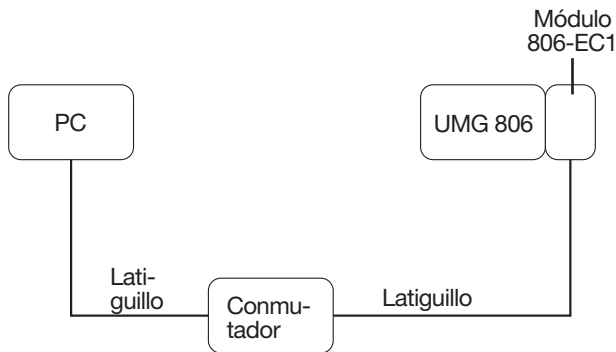 Módulo
806-EC1
PC
UMG 806
Lati-
guillo
Conmu-
tador
Latiguillo